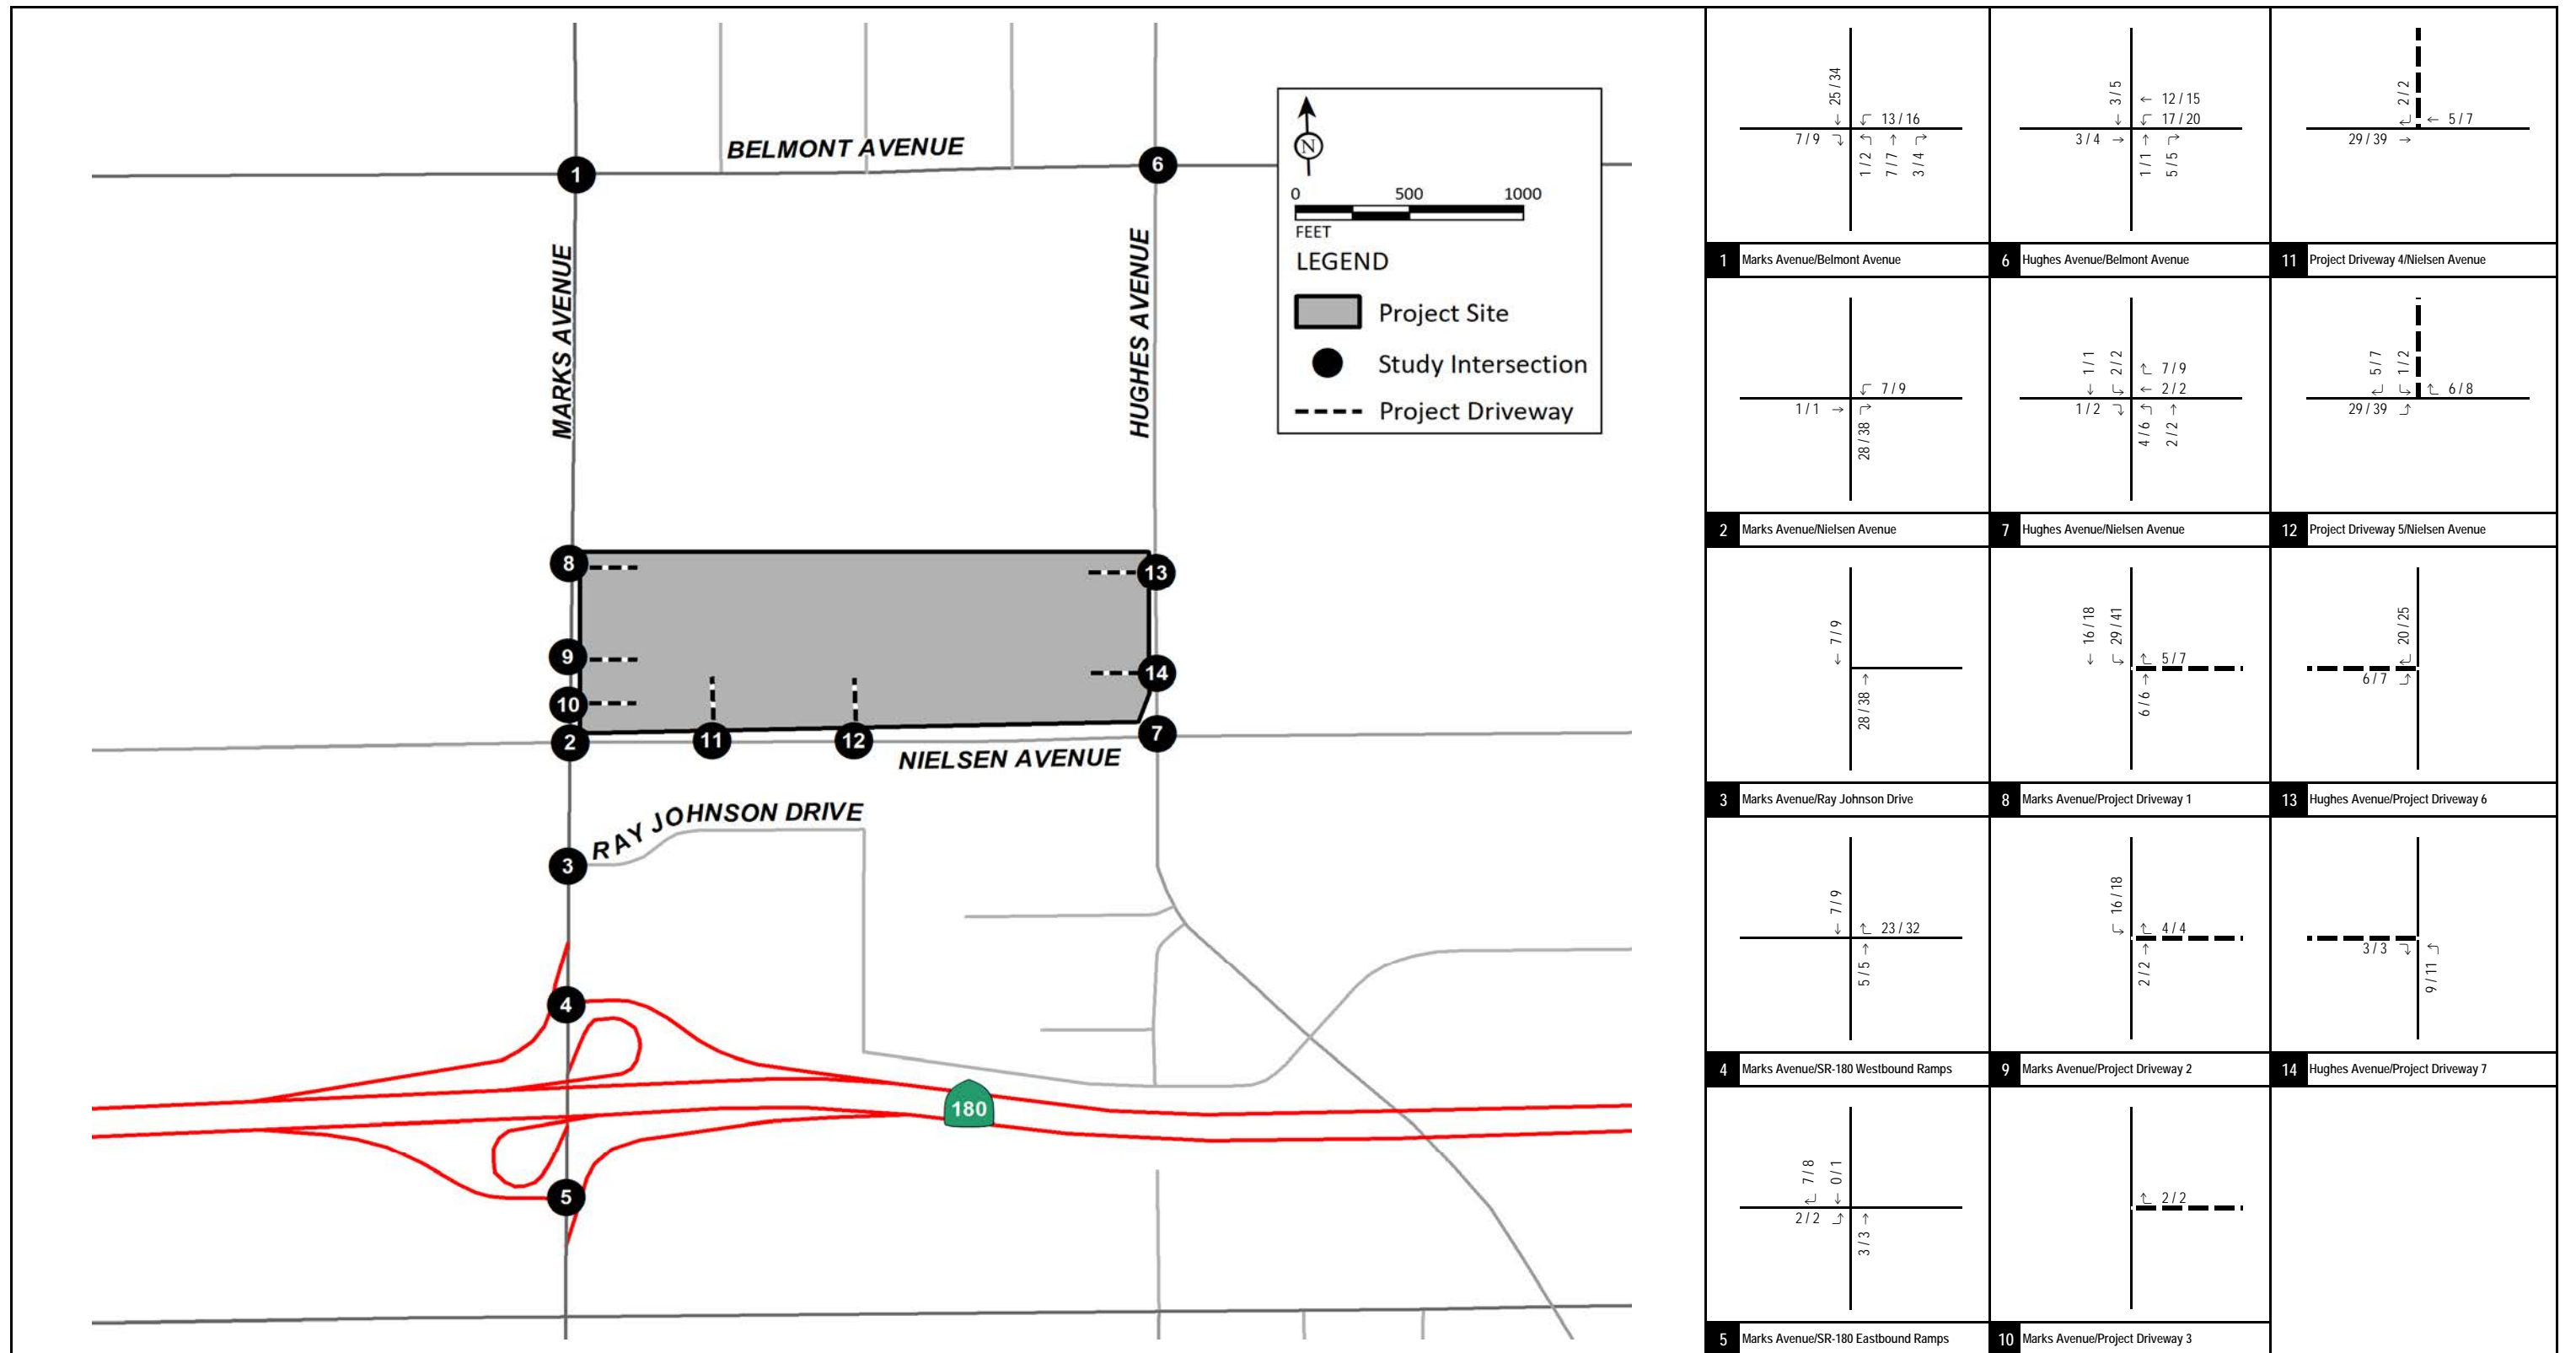 BELMONT AVENUE
MARKS AVENUE
HUGHES AVENUE
NIELSEN AVENUE
RAY JOHNSON DRIVE
1
6
8
13
9
14
10
2
11
12
7
3
4
180
5
N
0 500 1000
FEET
LEGEND
Project Site
Study Intersection
Project Driveway
25 / 34
13 / 16
7 / 9
1 / 2
7 / 7
3 / 4
1 Marks Avenue/Belmont Avenue
3 / 5
12 / 15
17 / 20
3 / 4
1 / 1
5 / 5
6 Hughes Avenue/Belmont Avenue
2 / 2
5 / 7
29 / 39
11 Project Driveway 4/Nielsen Avenue
7 / 9
1 / 1
28 / 38
2 Marks Avenue/Nielsen Avenue
1 / 1
2 / 2
7 / 9
2 / 2
1 / 2
4 / 6
2 / 2
7 Hughes Avenue/Nielsen Avenue
5 / 7
1 / 2
6 / 8
29 / 39
12 Project Driveway 5/Nielsen Avenue
7 / 9
28 / 38
3 Marks Avenue/Ray Johnson Drive
16 / 18
29 / 41
5 / 7
6 / 6
8 Marks Avenue/Project Driveway 1
20 / 25
6 / 7
13 Hughes Avenue/Project Driveway 6
7 / 9
23 / 32
5 / 5
4 Marks Avenue/SR-180 Westbound Ramps
16 / 18
4 / 4
2 / 2
9 Marks Avenue/Project Driveway 2
3 / 3
9 / 11
14 Hughes Avenue/Project Driveway 7
7 / 8
0 / 1
2 / 2
3 / 3
5 Marks Avenue/SR-180 Eastbound Ramps
2 / 2
10 Marks Avenue/Project Driveway 3